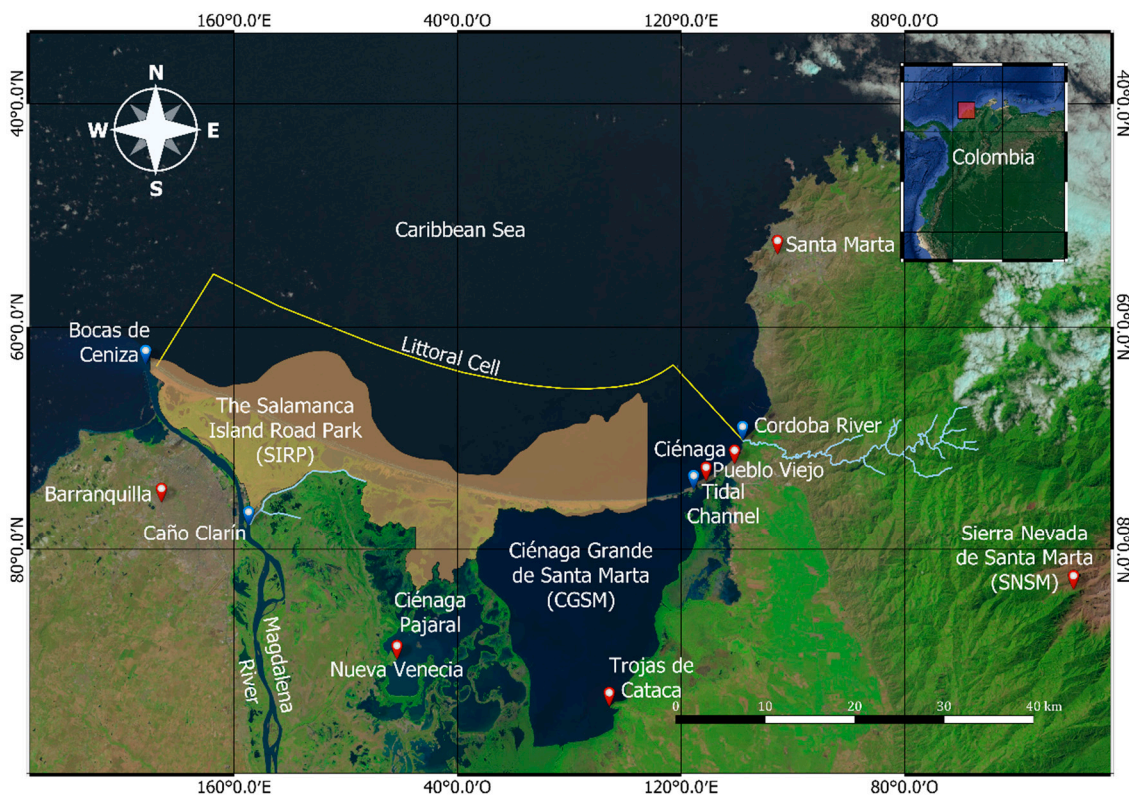 160°0.0'O 40°0.0'O 120°0.0'O 80°0.0'O
40°0.0'N
40°0.0'N
N
W E
S
Colombia
Caribbean Sea
Santa Marta
Bocas de
Ceniza
60°0.0'N
60°0.0'N
Littoral Cell
The Salamanca
Island Road Park
(SIRP)
Cordoba River
Ciénaga
Pueblo Viejo
Tidal
Channel
Barranquilla
Caño Clarín
80°0.0'N
80°0.0'N
Ciénaga Grande
de Santa Marta
(CGSM)
Sierra Nevada
de Santa Marta
(SNSM)
Ciénaga
Pajaral
Nueva Venecia
Magdalena
River
Trojas de
Cataca
0 10 20 30 40 km
160°0.0'O 40°0.0'O 120°0.0'O 80°0.0'O